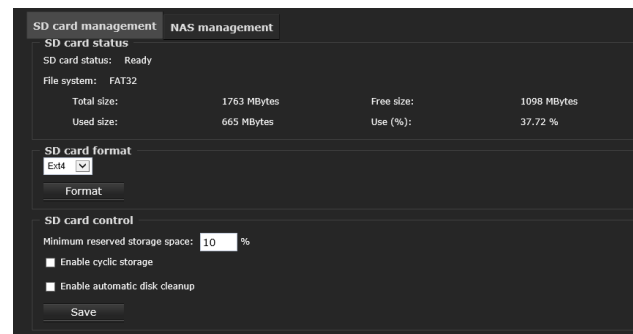 SD card management NAS management
SD card status
SD card status: Ready
File system: FAT32
Total size: 1763 MBytes Free size: 1098 MBytes
Used size: 665 MBytes Use (%): 37.72 %
SD card format
Ext4
Format
SD card control
Minimum reserved storage space: 10 %
Enable cyclic storage
Enable automatic disk cleanup
Save